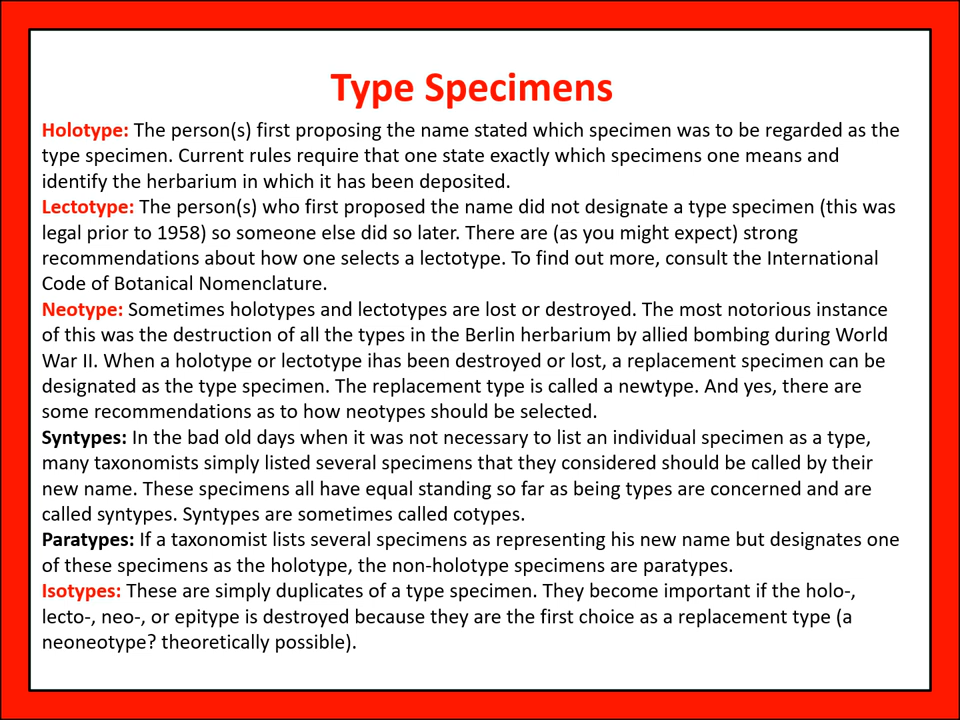 Type Specimens
Holotype: The person(s) first proposing the name stated which specimen was to be regarded as the
type specimen. Current rules require that one state exactly which specimens one means and
identify the herbarium in which it has been deposited.
Lectotype: The person(s) who first proposed the name did not designate a type specimen (this was
legal prior to 1958) so someone else did so later. There are (as you might expect) strong
recommendations about how one selects a lectotype. To find out more, consult the International
Code of Botanical Nomenclature.
Neotype: Sometimes holotypes and lectotypes are lost or destroyed. The most notorious instance
of this was the destruction of all the types in the Berlin herbarium by allied bombing during World
War II. When a holotype or lectotype ihas been destroyed or lost, a replacement specimen can be
designated as the type specimen. The replacement type is called a newtype. And yes, there are
some recommendations as to how neotypes should be selected.
Syntypes: In the bad old days when it was not necessary to list an individual specimen as a type,
many taxonomists simply listed several specimens that they considered should be called by their
new name. These specimens all have equal standing so far as being types are concerned and are
called syntypes. Syntypes are sometimes called cotypes.
Paratypes: If a taxonomist lists several specimens as representing his new name but designates one
of these specimens as the holotype, the non-holotype specimens are paratypes.
Isotypes: These are simply duplicates of a type specimen. They become important if the holo-,
lecto-, neo-, or epitype is destroyed because they are the first choice as a replacement type (a
neoneotype? theoretically possible).